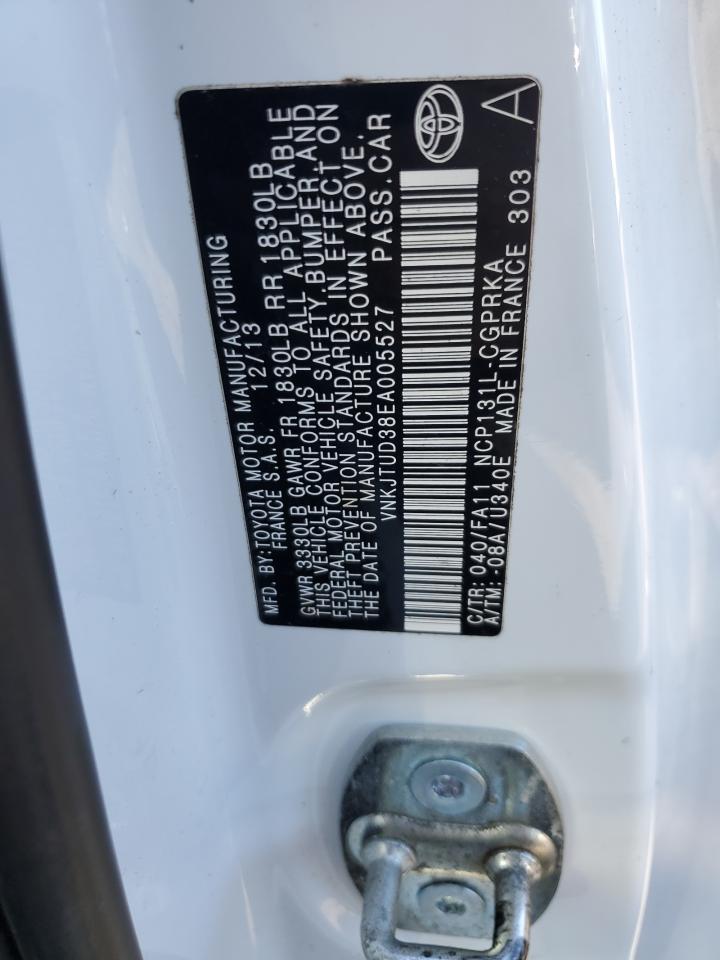 MFD. BY: TOYOTA MOTOR MANUFACTURING
FRANCE S.A.S. 12/13
GVWR 3330LB GAWR FR 1830LB RR 1830LB
THIS VEHICLE CONFORMS TO ALL APPLICABLE
FEDERAL MOTOR VEHICLE SAFETY, BUMPER, AND
THEFT PREVENTION STANDARDS IN EFFECT ON
THE DATE OF MANUFACTURE SHOWN ABOVE.
VNKJTUD38EA005527 PASS.CAR
C/TR: 040/FA11 NCP131L-CGPRKA
A/TM: -08A/U340E MADE IN FRANCE 303
A